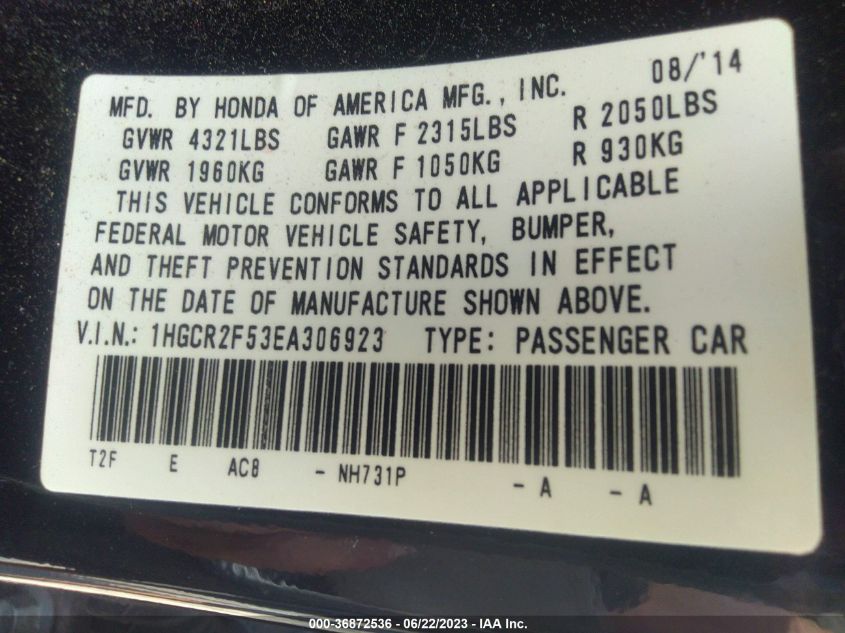 MFD. BY HONDA OF AMERICA MFG., INC. 08/'14
GVWR 4321LBS GAWR F 2315LBS R 2050LBS
GVWR 1960KG GAWR F 1050KG R 930KG
THIS VEHICLE CONFORMS TO ALL APPLICABLE
FEDERAL MOTOR VEHICLE SAFETY, BUMPER,
AND THEFT PREVENTION STANDARDS IN EFFECT
ON THE DATE OF MANUFACTURE SHOWN ABOVE.
V.I.N.: 1HGCR2F53EA306923 TYPE: PASSENGER CAR
T2F E AC8 - NH731P - A - A
000-36872536 - 06/22/2023 - IAA Inc.